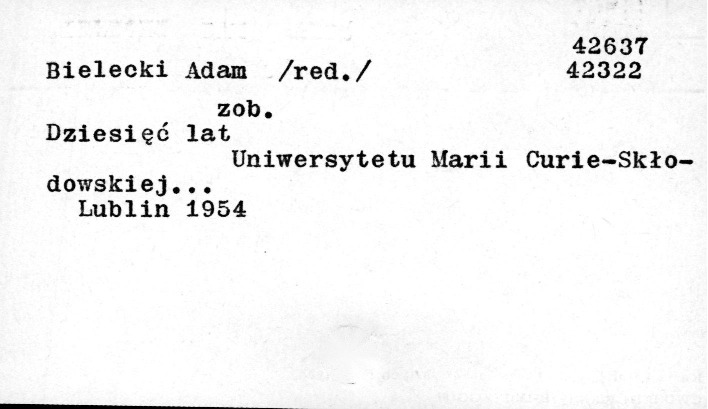 42637
Bielecki Adam /red./ 42322
zob.
Dziesięć lat
Uniwersytetu Marii Curie-Skło-
dowskiej...
Lublin 1954